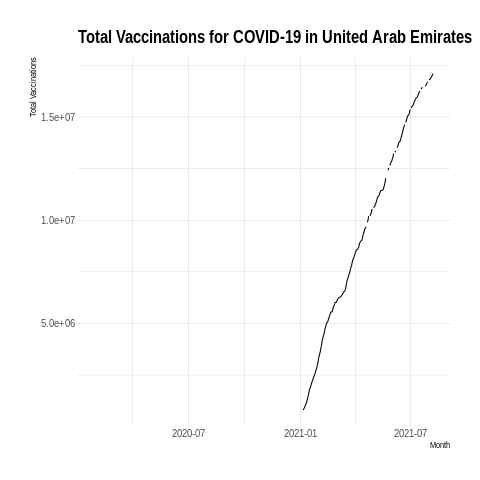 Total Vaccinations for COVID-19 in United Arab Emirates
Total Vaccinations
1.5e+07
1.0e+07
5.0e+06
2020-07
2021-01
2021-07
Month